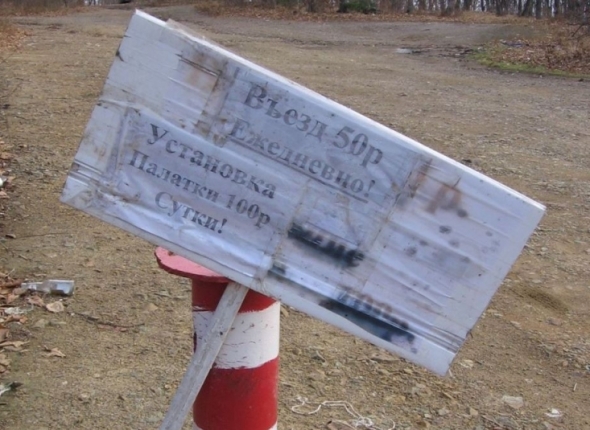 Въезд 50р
Ежедневно!
Установка
Палатки 100р
Сутки!
р.